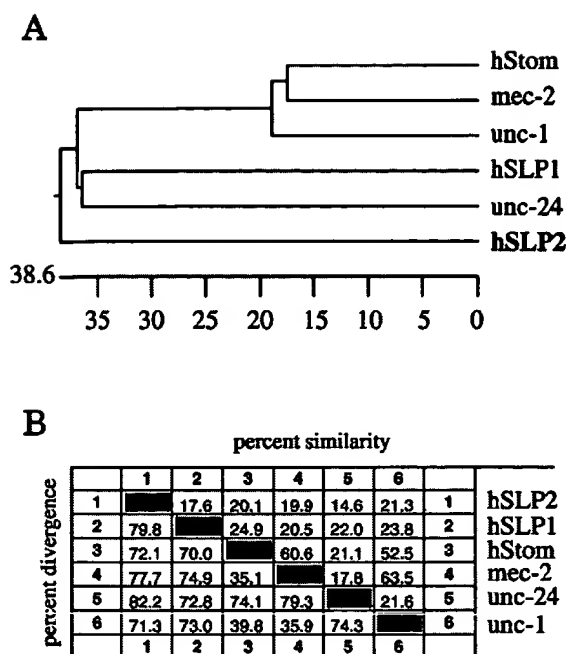 A
hStom
mec-2
unc-1
hSLP1
unc-24
hSLP2
38.6
35 30 25 20 15 10 5 0
B
percent similarity
percent divergence
1 2 3 4 5 6
1 17.6 20.1 19.9 14.6 21.3 1 hSLP2
2 79.8 24.9 20.5 22.0 23.8 2 hSLP1
3 72.1 70.0 60.6 21.1 52.5 3 hStom
4 77.7 74.9 35.1 17.8 63.5 4 mec-2
5 82.2 72.8 74.1 79.3 21.6 5 unc-24
6 71.3 73.0 39.8 35.9 74.3 6 unc-1
1 2 3 4 5 6